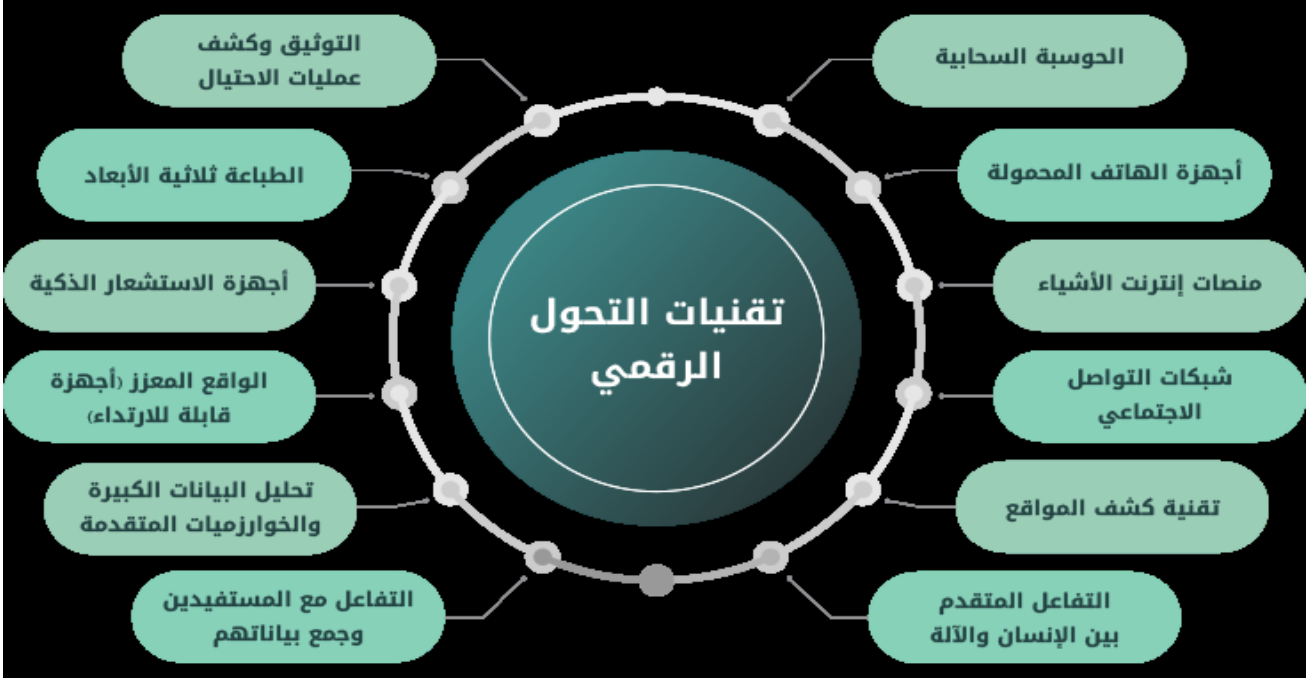 تقنيات التحول
الرقمي
الحوسبة السحابية
أجهزة الهاتف المحمولة
منصات إنترنت الأشياء
شبكات التواصل
الاجتماعي
تقنية كشف المواقع
التفاعل المتقدم
بين الإنسان والآلة
التوثيق وكشف
عمليات الاحتيال
الطباعة ثلاثية الأبعاد
أجهزة الاستشعار الذكية
الواقع المعزز (أجهزة
قابلة للارتداء)
تحليل البيانات الكبيرة
والخوارزميات المتقدمة
التفاعل مع المستفيدين
وجمع بياناتهم